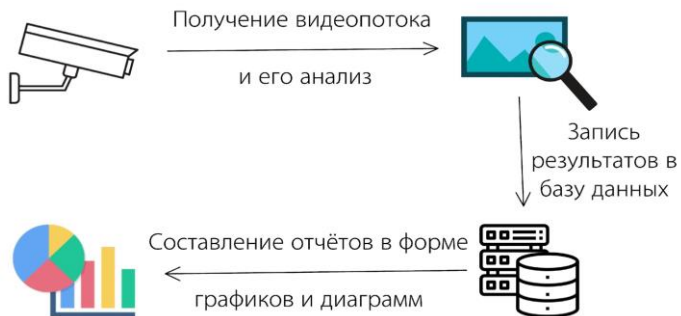 Получение видеопотока
и его анализ
Запись
результатов в
базу данных
Составление отчётов в форме
графиков и диаграмм